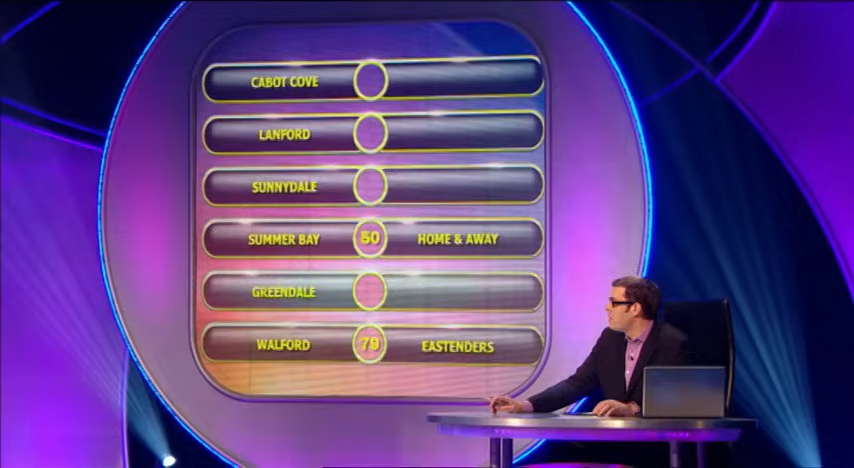 CABOT COVE
LANFORD
SUNNYDALE
SUMMER BAY 50 HOME & AWAY
GREENDALE
WALFORD 79 EASTENDERS